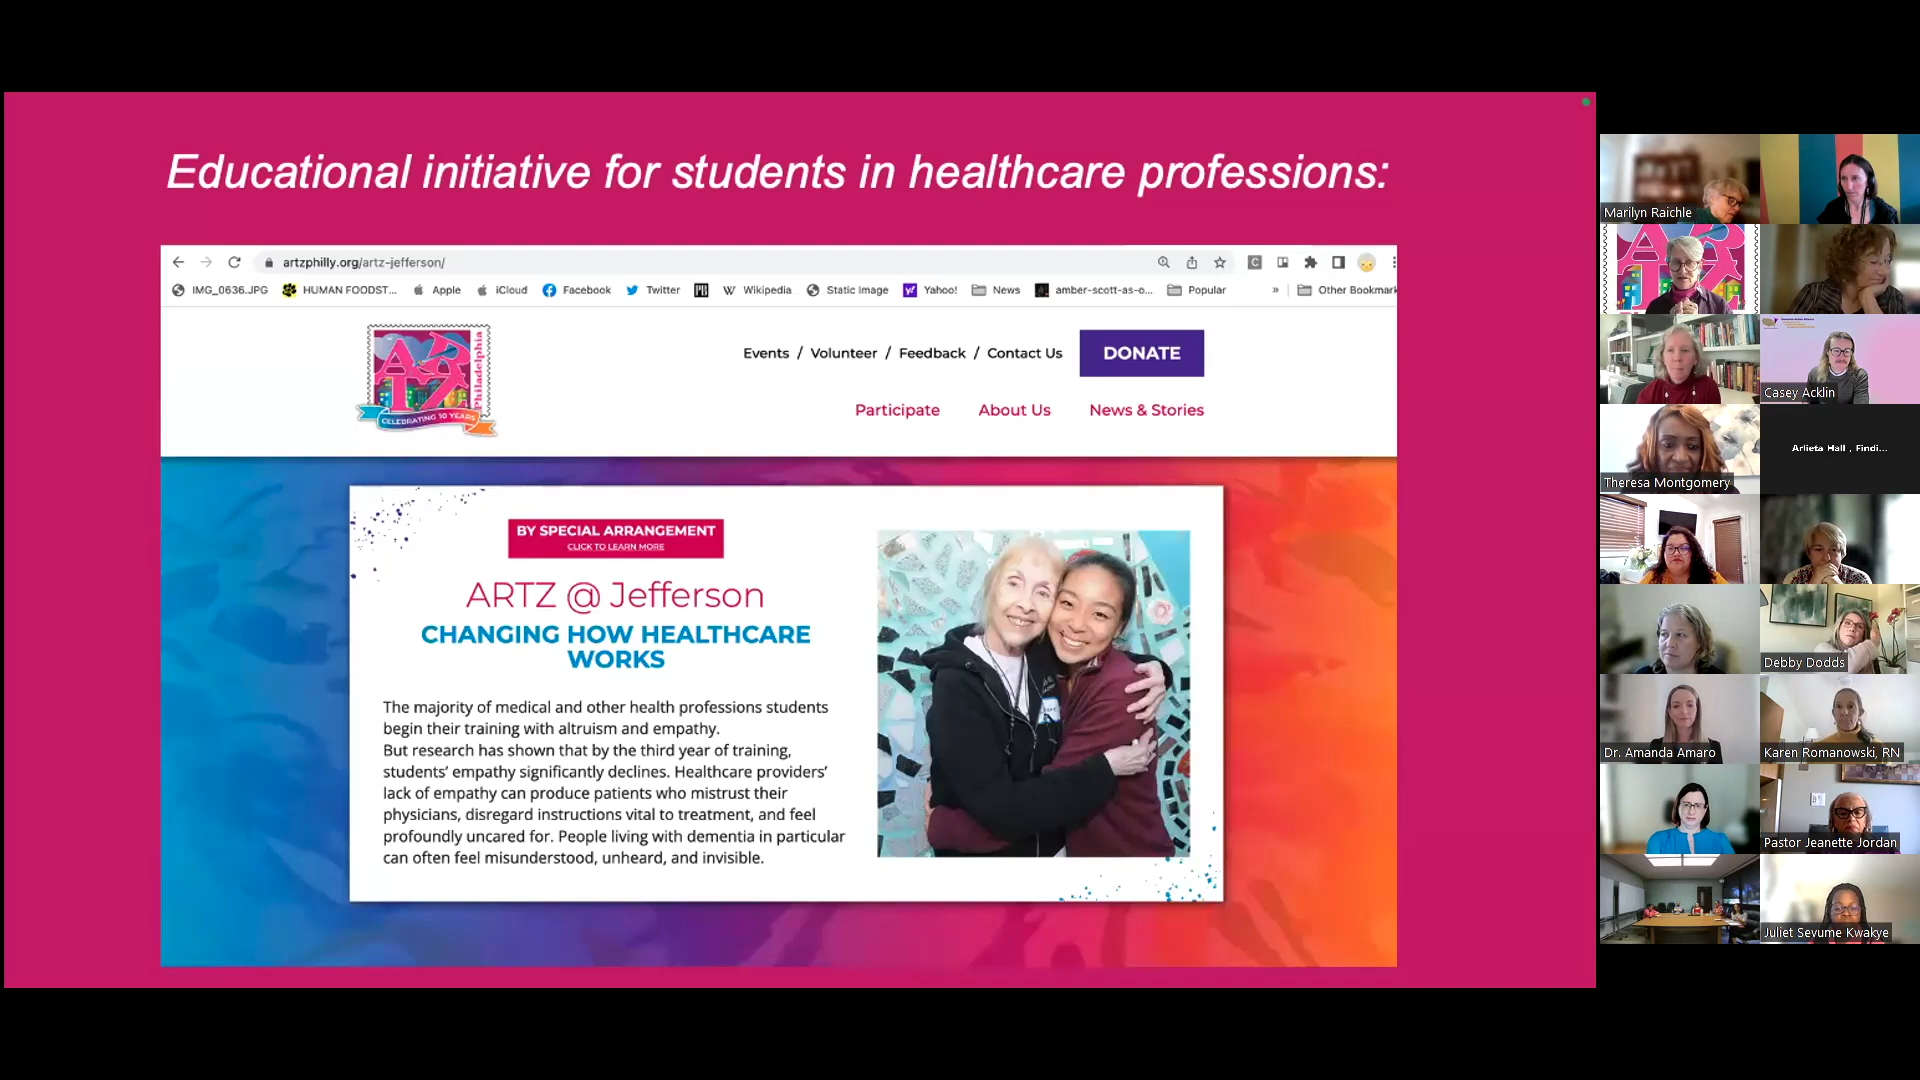 Educational initiative for students in healthcare professions:
artzphilly.org/artz-jefferson/
IMG_0636.JPG
HUMAN FOODST...
Apple
iCloud
Facebook
Twitter
Wikipedia
Static Image
Yahoo!
News
amber-scott-as-o...
Popular
»
Other Bookmark
ARTZ
Philadelphia
CELEBRATING 10 YEARS
Events / Volunteer / Feedback / Contact Us
DONATE
Participate
About Us
News & Stories
BY SPECIAL ARRANGEMENT
CLICK TO LEARN MORE
ARTZ @ Jefferson
CHANGING HOW HEALTHCARE
WORKS
The majority of medical and other health professions students
begin their training with altruism and empathy.
But research has shown that by the third year of training,
students’ empathy significantly declines. Healthcare providers’
lack of empathy can produce patients who mistrust their
physicians, disregard instructions vital to treatment, and feel
profoundly uncared for. People living with dementia in particular
can often feel misunderstood, unheard, and invisible.
Marilyn Raichle
Casey Acklin
Theresa Montgomery
Arlieta Hall , Findi...
Debby Dodds
Dr. Amanda Amaro
Karen Romanowski, RN
Pastor Jeanette Jordan
Juliet Sevume Kwakye